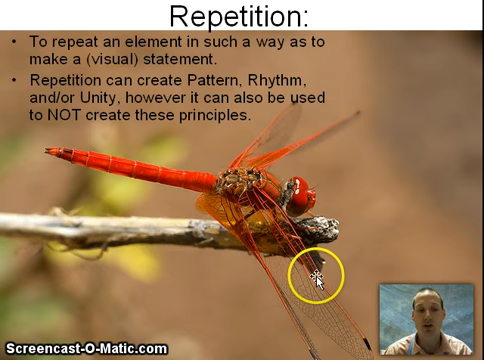 Repetition:
• To repeat an element in such a way as to
make a (visual) statement.
• Repetition can create Pattern, Rhythm,
and/or Unity, however it can also be used
to NOT create these principles.
Screencast-O-Matic.com